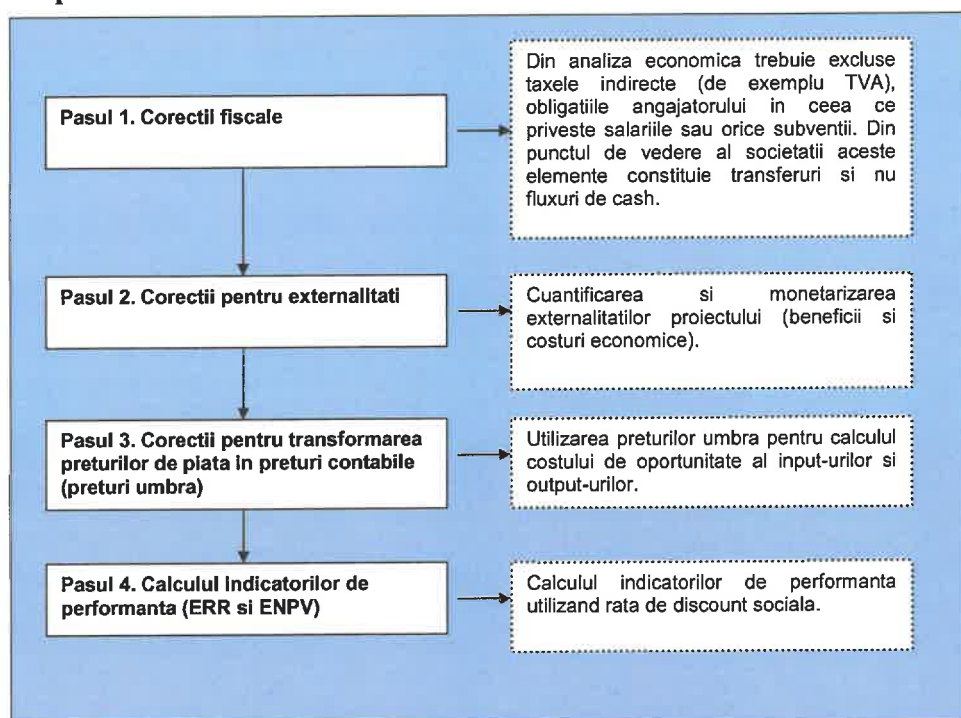 Pasul 1. Corectii fiscale
Din analiza economica trebuie excluse
taxele indirecte (de exemplu TVA),
obligatiile angajatorului in ceea ce
priveste salariile sau orice subventii. Din
punctul de vedere al societatii aceste
elemente constituie transferuri si nu
fluxuri de cash.
Pasul 2. Corectii pentru externalitati
Cuantificarea si monetarizarea
externalitatilor proiectului (beneficii si
costuri economice).
Pasul 3. Corectii pentru transformarea
preturilor de piata in preturi contabile
(preturi umbra)
Utilizarea preturilor umbra pentru calculul
costului de oportunitate al input-urilor si
output-urilor.
Pasul 4. Calculul Indicatorilor de
performanta (ERR si ENPV)
Calculul indicatorilor de performanta
utilizand rata de discount sociala.